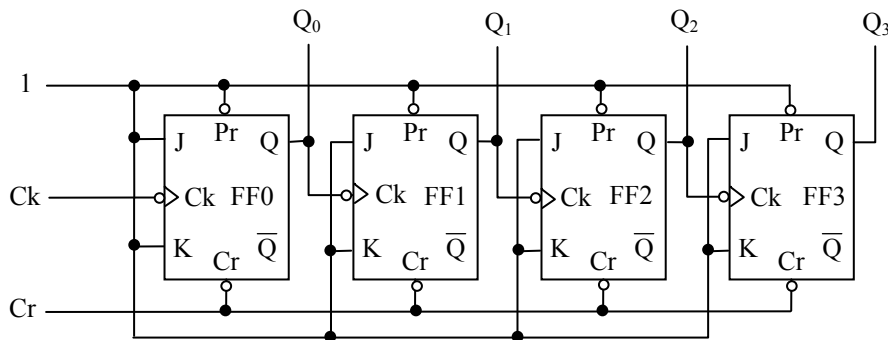 Q0 Q1 Q2 Q3
1
Pr Pr Pr Pr
J Q J Q J Q J Q
Ck Ck FF0 Ck FF1 Ck FF2 Ck FF3
K Q̅ K Q̅ K Q̅ K Q̅
Cr Cr Cr Cr
Cr